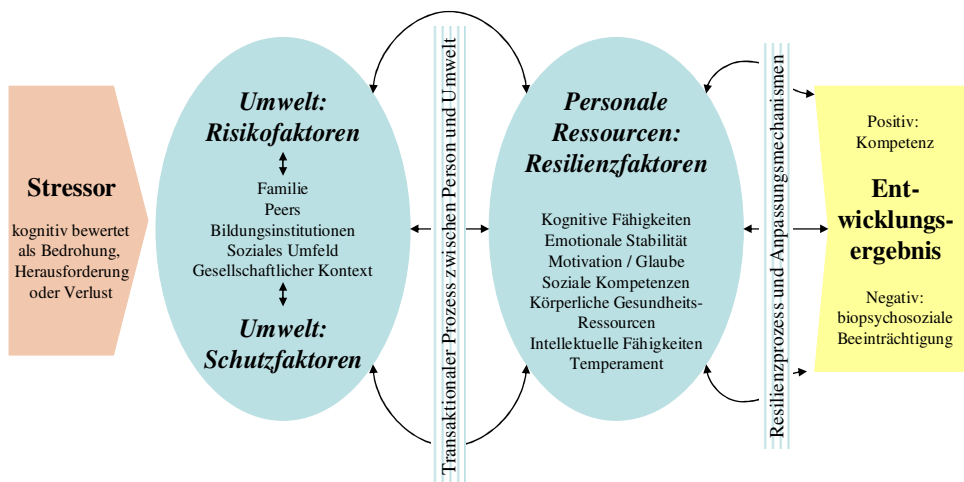 Stressor
kognitiv bewertet
als Bedrohung,
Herausforderung
oder Verlust
Umwelt:
Risikofaktoren
Familie
Peers
Bildungsinstitutionen
Soziales Umfeld
Gesellschaftlicher Kontext
Umwelt:
Schutzfaktoren
Transaktionaler Prozess zwischen Person und Umwelt
Personale
Ressourcen:
Resilienzfaktoren
Kognitive Fähigkeiten
Emotionale Stabilität
Motivation / Glaube
Soziale Kompetenzen
Körperliche Gesundheits-
Ressourcen
Intellektuelle Fähigkeiten
Temperament
Resilienzprozess und Anpassungsmechanismen
Positiv:
Kompetenz
Ent-
wicklungs-
ergebnis
Negativ:
biopsychosoziale
Beeinträchtigung